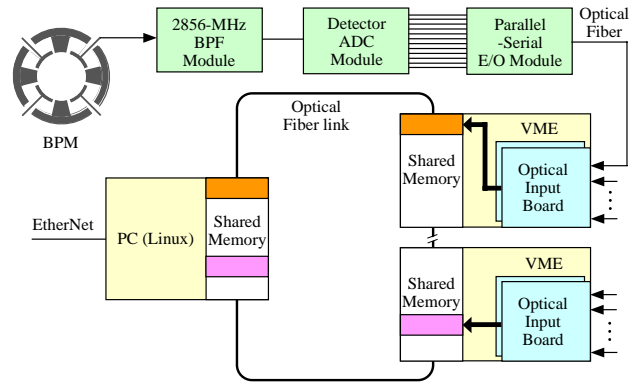 2856-MHz
BPF
Module
Detector
ADC
Module
Parallel
-Serial
E/O Module
Optical
Fiber
BPM
Optical
Fiber link
VME
Shared
Memory
Optical
Input
Board
EtherNet
PC (Linux)
Shared
Memory
VME
Shared
Memory
Optical
Input
Board